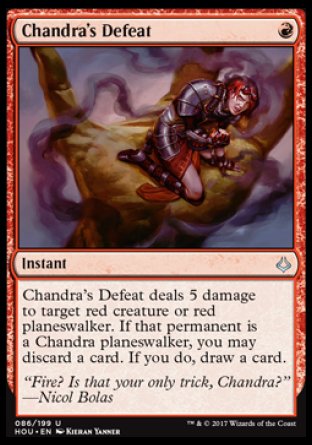 Chandra's Defeat
Instant
Chandra's Defeat deals 5 damage
to target red creature or red
planeswalker. If that permanent is
a Chandra planeswalker, you may
discard a card. If you do, draw a card.
"Fire? Is that your only trick, Chandra?"
—Nicol Bolas
086/199 U
HOU • EN Kieran Yanner
™ & © 2017 Wizards of the Coast